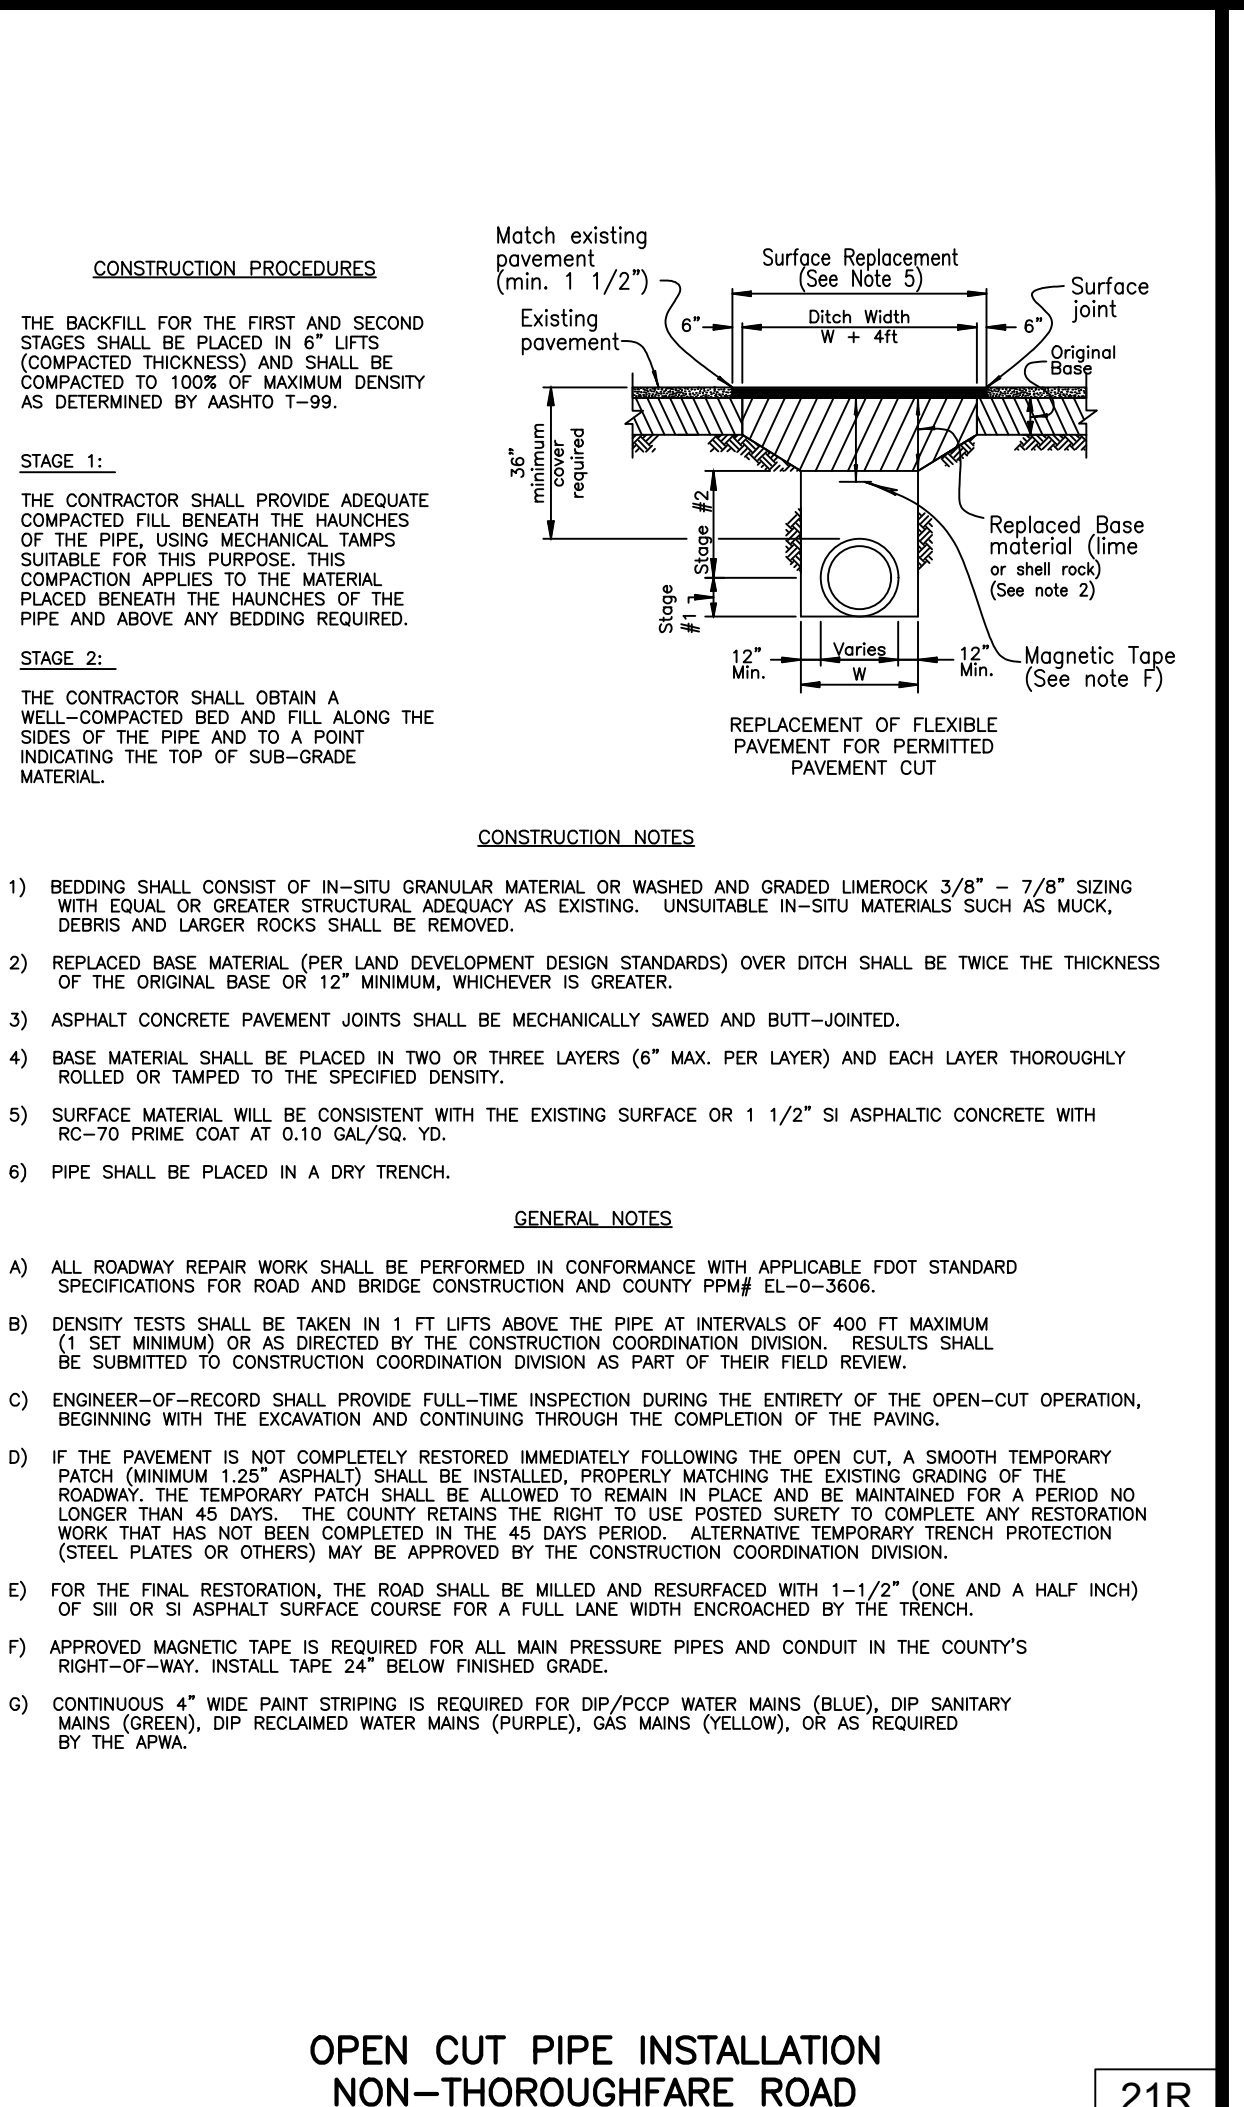 CONSTRUCTION PROCEDURES
THE BACKFILL FOR THE FIRST AND SECOND
STAGES SHALL BE PLACED IN 6" LIFTS
(COMPACTED THICKNESS) AND SHALL BE
COMPACTED TO 100% OF MAXIMUM DENSITY
AS DETERMINED BY AASHTO T-99.
STAGE 1:
THE CONTRACTOR SHALL PROVIDE ADEQUATE
COMPACTED FILL BENEATH THE HAUNCHES
OF THE PIPE, USING MECHANICAL TAMPS
SUITABLE FOR THIS PURPOSE. THIS
COMPACTION APPLIES TO THE MATERIAL
PLACED BENEATH THE HAUNCHES OF THE
PIPE AND ABOVE ANY BEDDING REQUIRED.
STAGE 2:
THE CONTRACTOR SHALL OBTAIN A
WELL-COMPACTED BED AND FILL ALONG THE
SIDES OF THE PIPE AND TO A POINT
INDICATING THE TOP OF SUB-GRADE
MATERIAL.
Match existing
pavement
(min. 1 1/2")
Existing
pavement
Surface Replacement
(See Note 5)
6"
Ditch Width
W + 4ft
6"
Surface
joint
Original
Base
36"
minimum
cover
required
Stage #2
Stage
#1
Replaced Base
material (lime
or shell rock)
(See note 2)
12"
Min.
Varies
W
12"
Min.
Magnetic Tape
(See note F)
REPLACEMENT OF FLEXIBLE
PAVEMENT FOR PERMITTED
PAVEMENT CUT
CONSTRUCTION NOTES
1) BEDDING SHALL CONSIST OF IN-SITU GRANULAR MATERIAL OR WASHED AND GRADED LIMEROCK 3/8" - 7/8" SIZING
WITH EQUAL OR GREATER STRUCTURAL ADEQUACY AS EXISTING. UNSUITABLE IN-SITU MATERIALS SUCH AS MUCK,
DEBRIS AND LARGER ROCKS SHALL BE REMOVED.
2) REPLACED BASE MATERIAL (PER LAND DEVELOPMENT DESIGN STANDARDS) OVER DITCH SHALL BE TWICE THE THICKNESS
OF THE ORIGINAL BASE OR 12" MINIMUM, WHICHEVER IS GREATER.
3) ASPHALT CONCRETE PAVEMENT JOINTS SHALL BE MECHANICALLY SAWED AND BUTT-JOINTED.
4) BASE MATERIAL SHALL BE PLACED IN TWO OR THREE LAYERS (6" MAX. PER LAYER) AND EACH LAYER THOROUGHLY
ROLLED OR TAMPED TO THE SPECIFIED DENSITY.
5) SURFACE MATERIAL WILL BE CONSISTENT WITH THE EXISTING SURFACE OR 1 1/2" SI ASPHALTIC CONCRETE WITH
RC-70 PRIME COAT AT 0.10 GAL/SQ. YD.
6) PIPE SHALL BE PLACED IN A DRY TRENCH.
GENERAL NOTES
A) ALL ROADWAY REPAIR WORK SHALL BE PERFORMED IN CONFORMANCE WITH APPLICABLE FDOT STANDARD
SPECIFICATIONS FOR ROAD AND BRIDGE CONSTRUCTION AND COUNTY PPM# EL-0-3606.
B) DENSITY TESTS SHALL BE TAKEN IN 1 FT LIFTS ABOVE THE PIPE AT INTERVALS OF 400 FT MAXIMUM
(1 SET MINIMUM) OR AS DIRECTED BY THE CONSTRUCTION COORDINATION DIVISION. RESULTS SHALL
BE SUBMITTED TO CONSTRUCTION COORDINATION DIVISION AS PART OF THEIR FIELD REVIEW.
C) ENGINEER-OF-RECORD SHALL PROVIDE FULL-TIME INSPECTION DURING THE ENTIRETY OF THE OPEN-CUT OPERATION,
BEGINNING WITH THE EXCAVATION AND CONTINUING THROUGH THE COMPLETION OF THE PAVING.
D) IF THE PAVEMENT IS NOT COMPLETELY RESTORED IMMEDIATELY FOLLOWING THE OPEN CUT, A SMOOTH TEMPORARY
PATCH (MINIMUM 1.25" ASPHALT) SHALL BE INSTALLED, PROPERLY MATCHING THE EXISTING GRADING OF THE
ROADWAY. THE TEMPORARY PATCH SHALL BE ALLOWED TO REMAIN IN PLACE AND BE MAINTAINED FOR A PERIOD NO
LONGER THAN 45 DAYS. THE COUNTY RETAINS THE RIGHT TO USE POSTED SURETY TO COMPLETE ANY RESTORATION
WORK THAT HAS NOT BEEN COMPLETED IN THE 45 DAYS PERIOD. ALTERNATIVE TEMPORARY TRENCH PROTECTION
(STEEL PLATES OR OTHERS) MAY BE APPROVED BY THE CONSTRUCTION COORDINATION DIVISION.
E) FOR THE FINAL RESTORATION, THE ROAD SHALL BE MILLED AND RESURFACED WITH 1-1/2" (ONE AND A HALF INCH)
OF SIII OR SI ASPHALT SURFACE COURSE FOR A FULL LANE WIDTH ENCROACHED BY THE TRENCH.
F) APPROVED MAGNETIC TAPE IS REQUIRED FOR ALL MAIN PRESSURE PIPES AND CONDUIT IN THE COUNTY'S
RIGHT-OF-WAY. INSTALL TAPE 24" BELOW FINISHED GRADE.
G) CONTINUOUS 4" WIDE PAINT STRIPING IS REQUIRED FOR DIP/PCCP WATER MAINS (BLUE), DIP SANITARY
MAINS (GREEN), DIP RECLAIMED WATER MAINS (PURPLE), GAS MAINS (YELLOW), OR AS REQUIRED
BY THE APWA.
OPEN CUT PIPE INSTALLATION
NON-THOROUGHFARE ROAD
21R